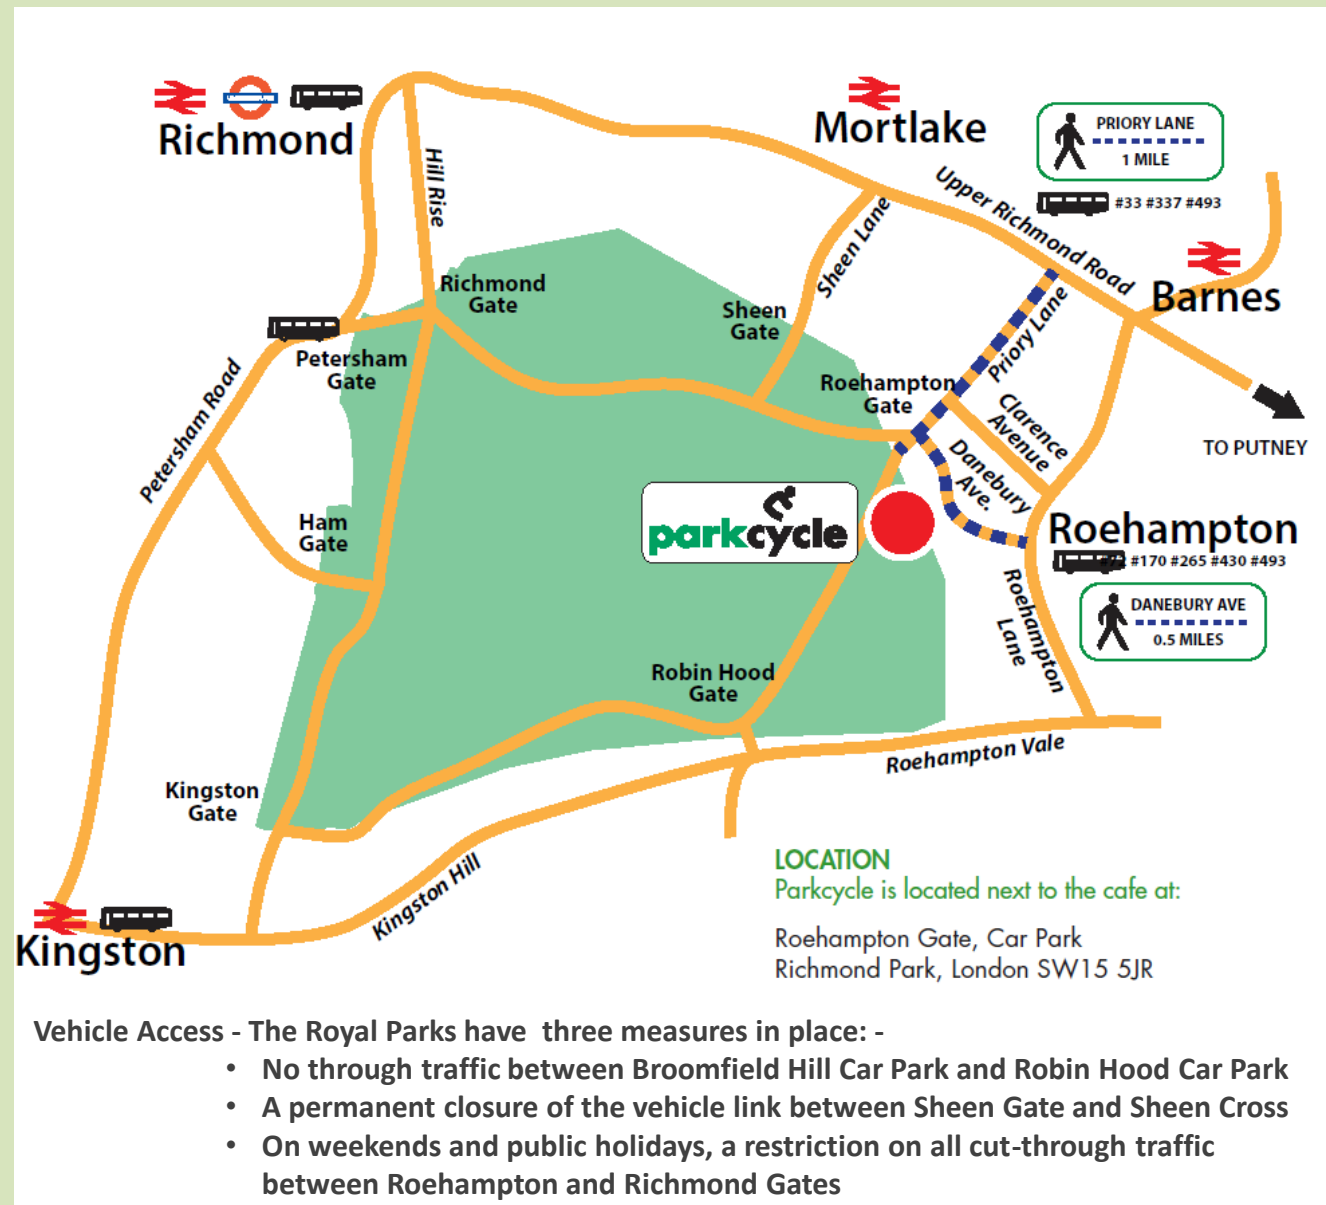 Richmond
Mortlake
PRIORY LANE
1 MILE
#33 #337 #493
Hill Rise
Upper Richmond Road
Sheen Lane
Barnes
Richmond
Gate
Sheen
Gate
Priory Lane
Petersham
Gate
Roehampton
Gate
Petersham Road
Clarence
Avenue
TO PUTNEY
Danebury
Ave.
Ham
Gate
parkcycle
Roehampton
#72 #170 #265 #430 #493
Roehampton
Lane
DANEBURY AVE
0.5 MILES
Robin Hood
Gate
Roehampton Vale
Kingston
Gate
Kingston Hill
Kingston
LOCATION
Parkcycle is located next to the cafe at:
Roehampton Gate, Car Park
Richmond Park, London SW15 5JR
Vehicle Access - The Royal Parks have three measures in place: -
• No through traffic between Broomfield Hill Car Park and Robin Hood Car Park
• A permanent closure of the vehicle link between Sheen Gate and Sheen Cross
• On weekends and public holidays, a restriction on all cut-through traffic
between Roehampton and Richmond Gates